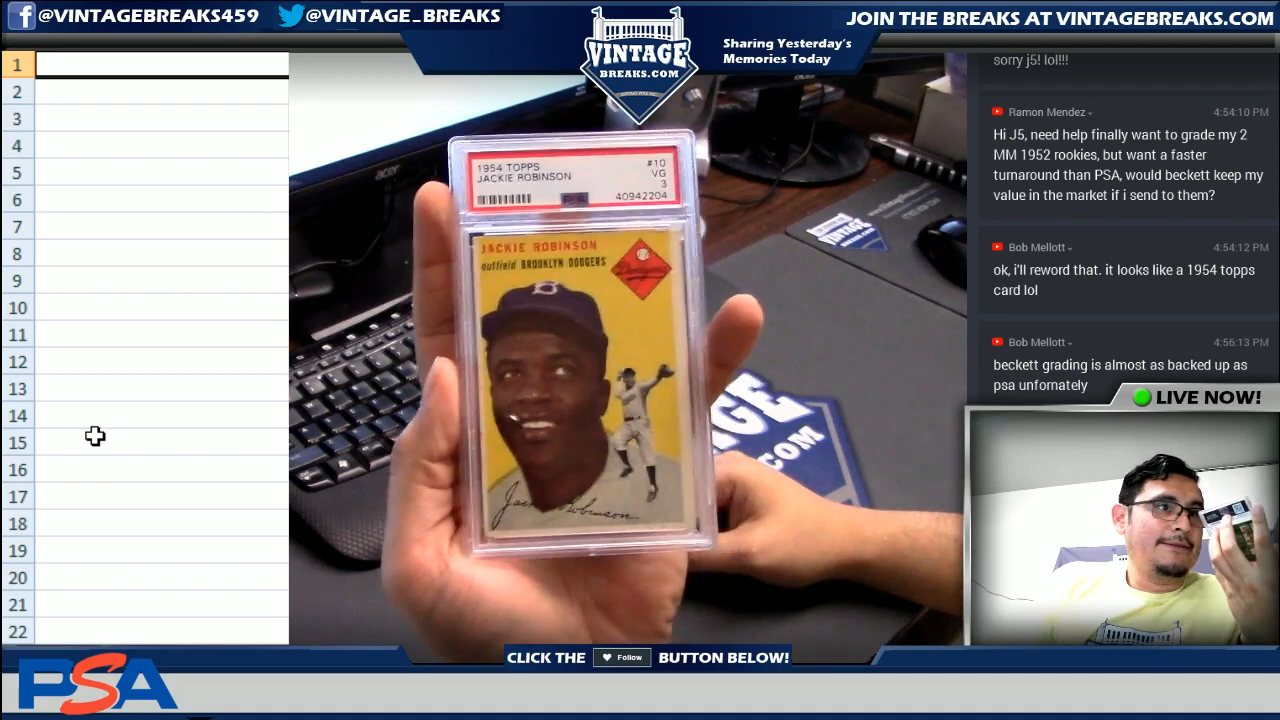 @VINTAGEBREAKS459
@VINTAGE_BREAKS
JOIN THE BREAKS AT VINTAGEBREAKS.COM
VINTAGE
BREAKS.COM
Sharing Yesterday's
Memories Today
1
2
3
4
5
6
7
8
9
10
11
12
13
14
15
16
17
18
19
20
21
22
acer
1954 TOPPS #10
JACKIE ROBINSON VG
3
PSA 40942204
JACKIE ROBINSON
outfield BROOKLYN DODGERS
Dodgers
B
Jackie Robinson
sorry j5! lol!!!
Ramon Mendez 4:54:10 PM
Hi J5, need help finally want to grade my 2
MM 1952 rookies, but want a faster
turnaround than PSA, would beckett keep my
value in the market if i send to them?
Bob Mellott 4:54:12 PM
ok, i'll reword that. it looks like a 1954 topps
card lol
Bob Mellott 4:56:13 PM
beckett grading is almost as backed up as
psa unfornately
LIVE NOW!
CLICK THE Follow BUTTON BELOW!
PSA